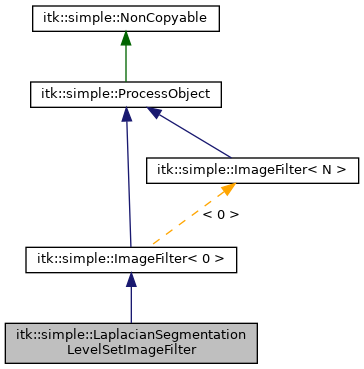 itk::simple::NonCopyable
itk::simple::ProcessObject
itk::simple::ImageFilter< N >
< 0 >
itk::simple::ImageFilter< 0 >
itk::simple::LaplacianSegmentation
LevelSetImageFilter